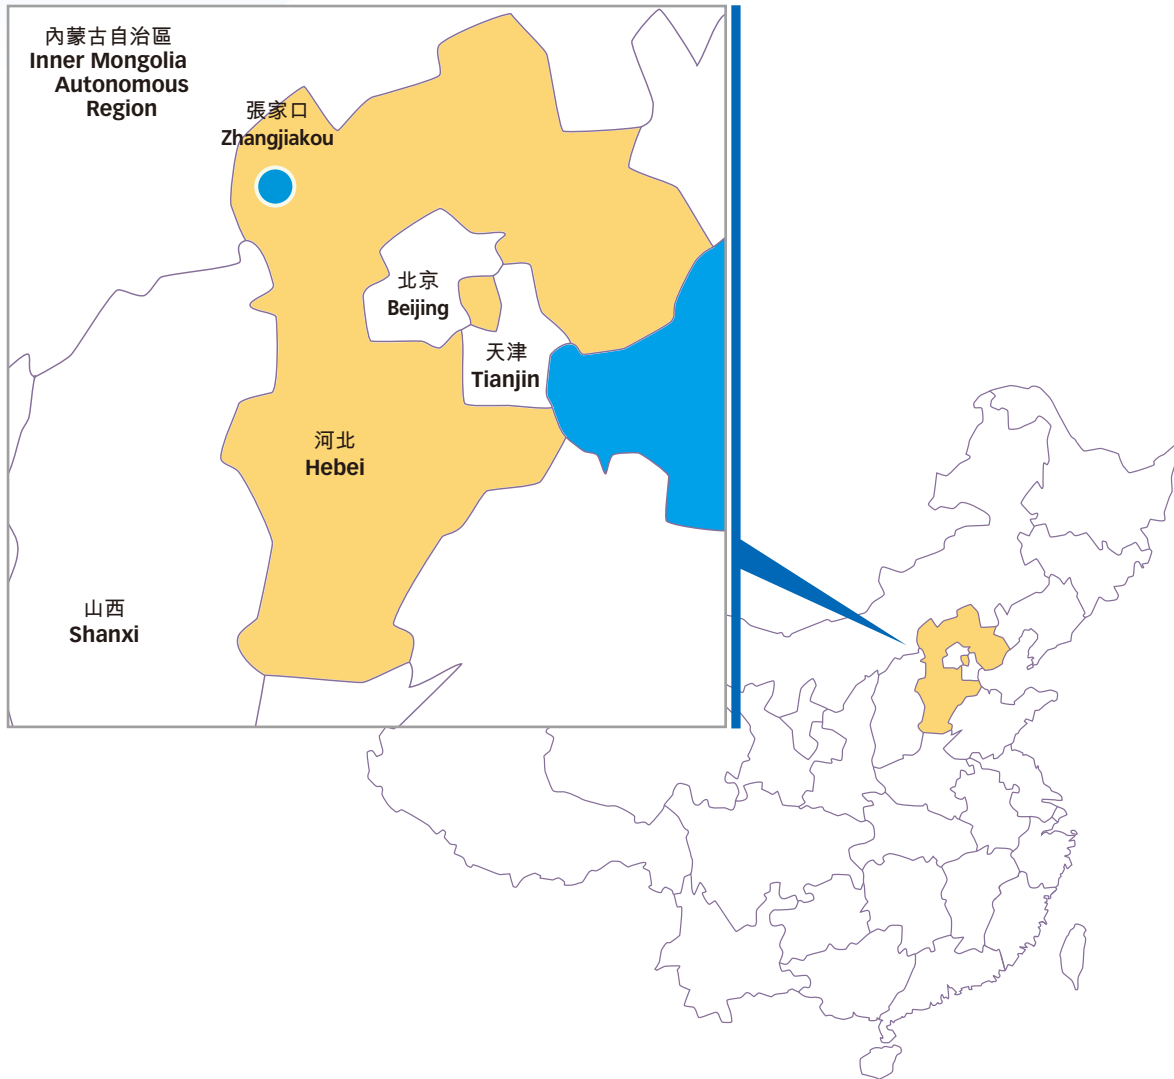 內蒙古自治區
Inner Mongolia
Autonomous
Region
張家口
Zhangjiakou
北京
Beijing
天津
Tianjin
河北
Hebei
山西
Shanxi